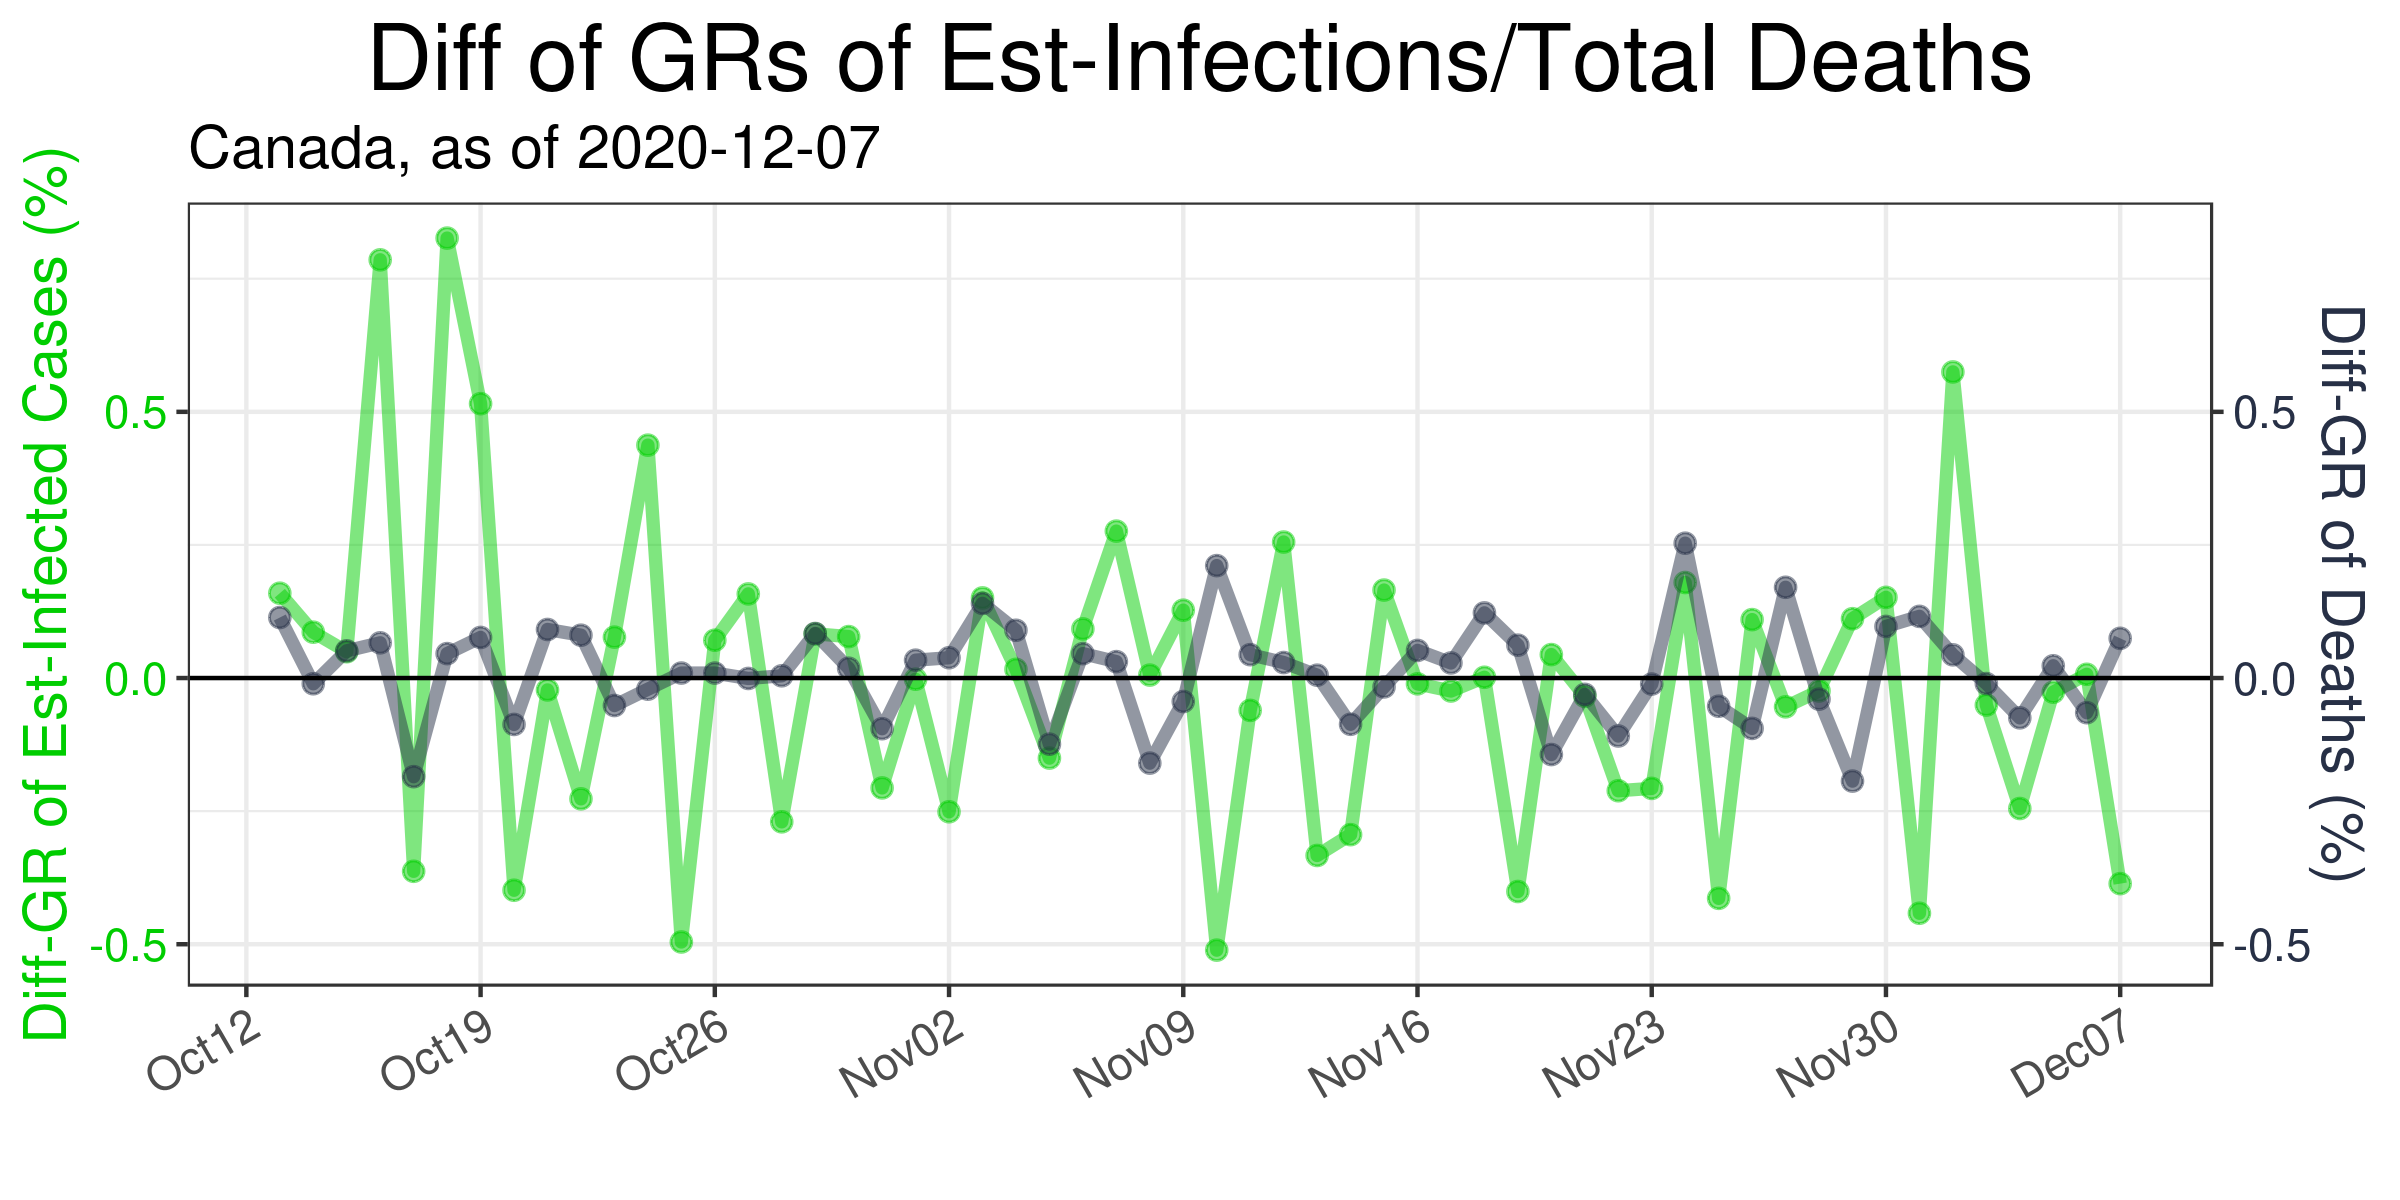 Diff of GRs of Est-Infections/Total Deaths
Canada, as of 2020-12-07
Diff-GR of Est-Infected Cases (%)
0.5
0.0
-0.5
0.5
0.0
-0.5
Diff-GR of Deaths (%)
Oct12
Oct19
Oct26
Nov02
Nov09
Nov16
Nov23
Nov30
Dec07